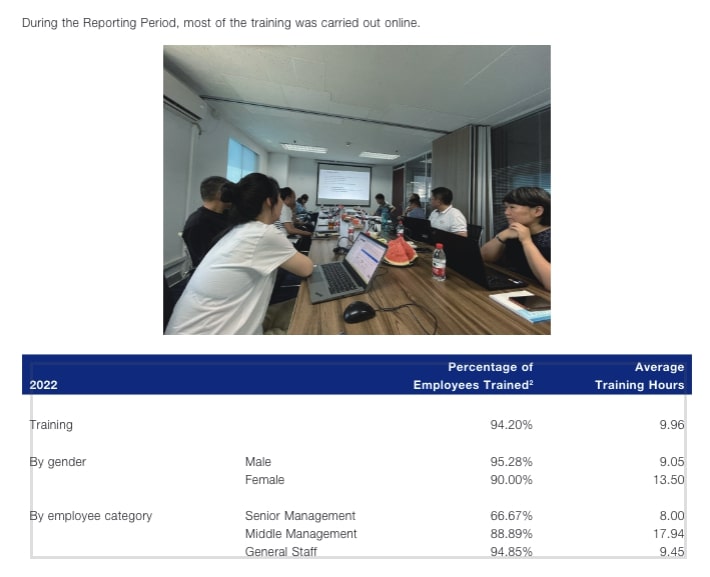 During the Reporting Period, most of the training was carried out online.
Percentage of Average
2022 Employees Trained² Training Hours
Training 94.20% 9.96
By gender Male 95.28% 9.05
Female 90.00% 13.50
By employee category Senior Management 66.67% 8.00
Middle Management 88.89% 17.94
General Staff 94.85% 9.45